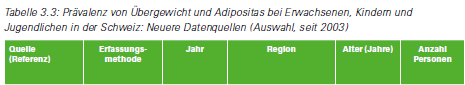 Tabelle 3.3: Prävalenz von Übergewicht und Adipositas bei Erwachsenen, Kindern und
Jugendlichen in der Schweiz: Neuere Datenquellen (Auswahl, seit 2003)
Quelle (Referenz) Erfassungs-methode Jahr Region Alter (Jahre) Anzahl Personen